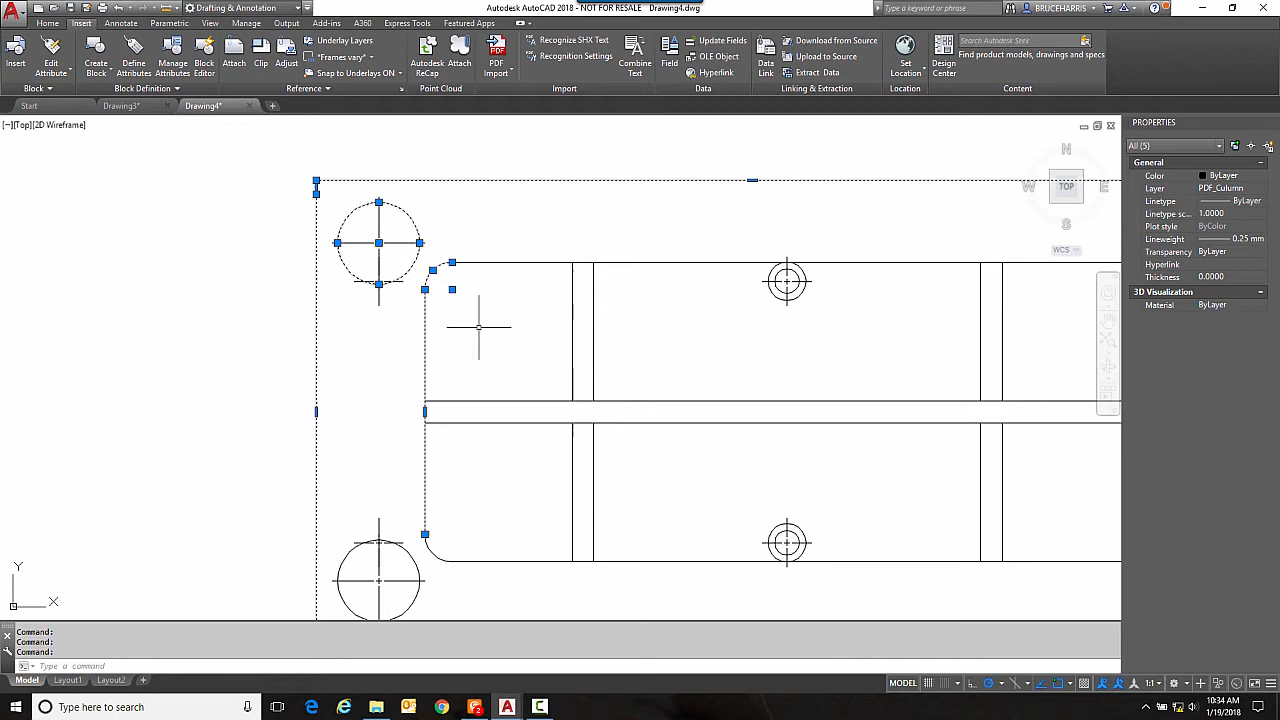 Drafting & Annotation
Autodesk AutoCAD 2018 - NOT FOR RESALE Drawing4.dwg
Type a keyword or phrase
BRUCEHARRIS
Home Insert Annotate Parametric View Manage Output Add-ins A360 Express Tools Featured Apps
Insert
Edit Attribute
Create Block
Define Attributes
Manage Attributes
Block Editor
Attach
Clip
Adjust
Underlay Layers
*Frames vary*
Snap to Underlays ON
Autodesk ReCap
Attach
PDF Import
Recognize SHX Text
Recognition Settings
Combine Text
Field
Update Fields
OLE Object
Hyperlink
Data Link
Download from Source
Upload to Source
Extract Data
Set Location
Design Center
Search Autodesk Seek
Find product models, drawings and specs
Block Block Definition Reference Point Cloud Import Data Linking & Extraction Location Content
Start Drawing3* Drawing4*
[−][Top][2D Wireframe]
N
W TOP E
S
WCS
PROPERTIES
All (5)
General
Color ByLayer
Layer PDF_Culumn
Linetype ByLayer
Linetype sc... 1.0000
Plot style ByColor
Lineweight 0.25 mm
Transparency ByLayer
Hyperlink
Thickness 0.0000
3D Visualization
Material ByLayer
Y
X
Command:
Command:
Command:
Type a command
Model Layout1 Layout2
MODEL 1:1
Type here to search
10:34 AM
1/19/2018